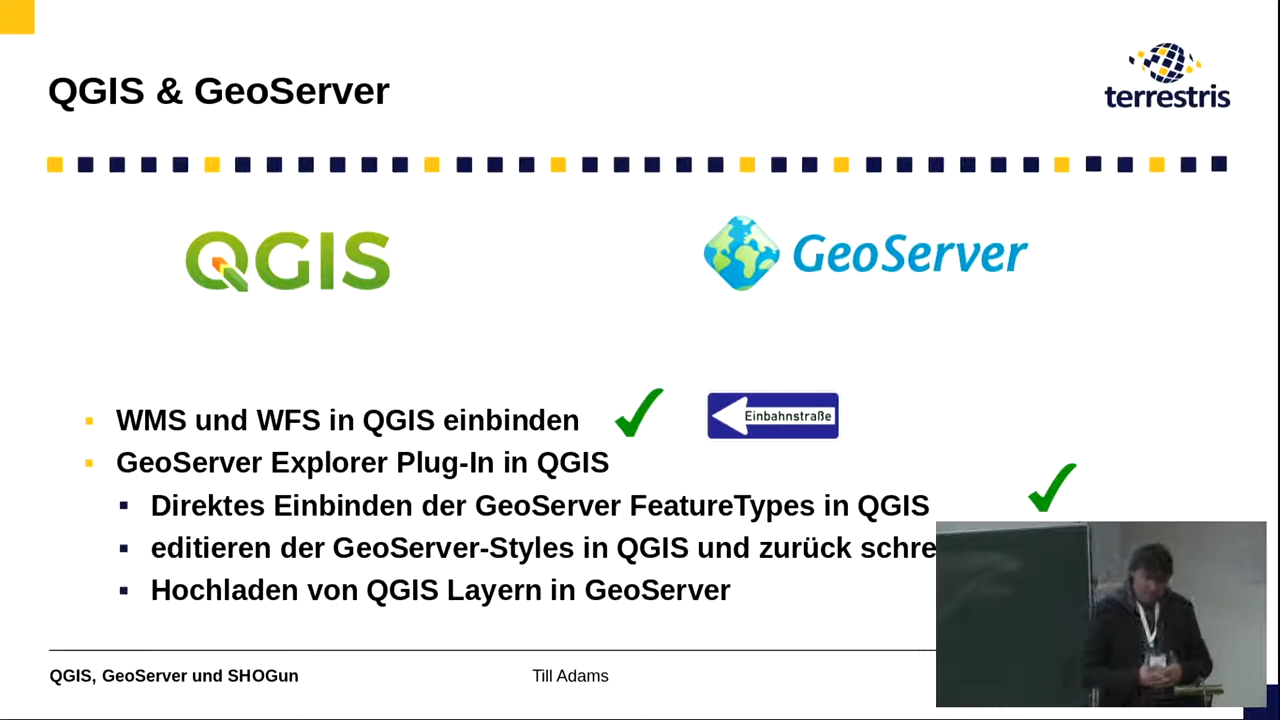 QGIS & GeoServer
terrestris
QGIS
GeoServer
WMS und WFS in QGIS einbinden
Einbahnstraße
GeoServer Explorer Plug-In in QGIS
Direktes Einbinden der GeoServer FeatureTypes in QGIS
editieren der GeoServer-Styles in QGIS und zurück schre
Hochladen von QGIS Layern in GeoServer
QGIS, GeoServer und SHOGun
Till Adams